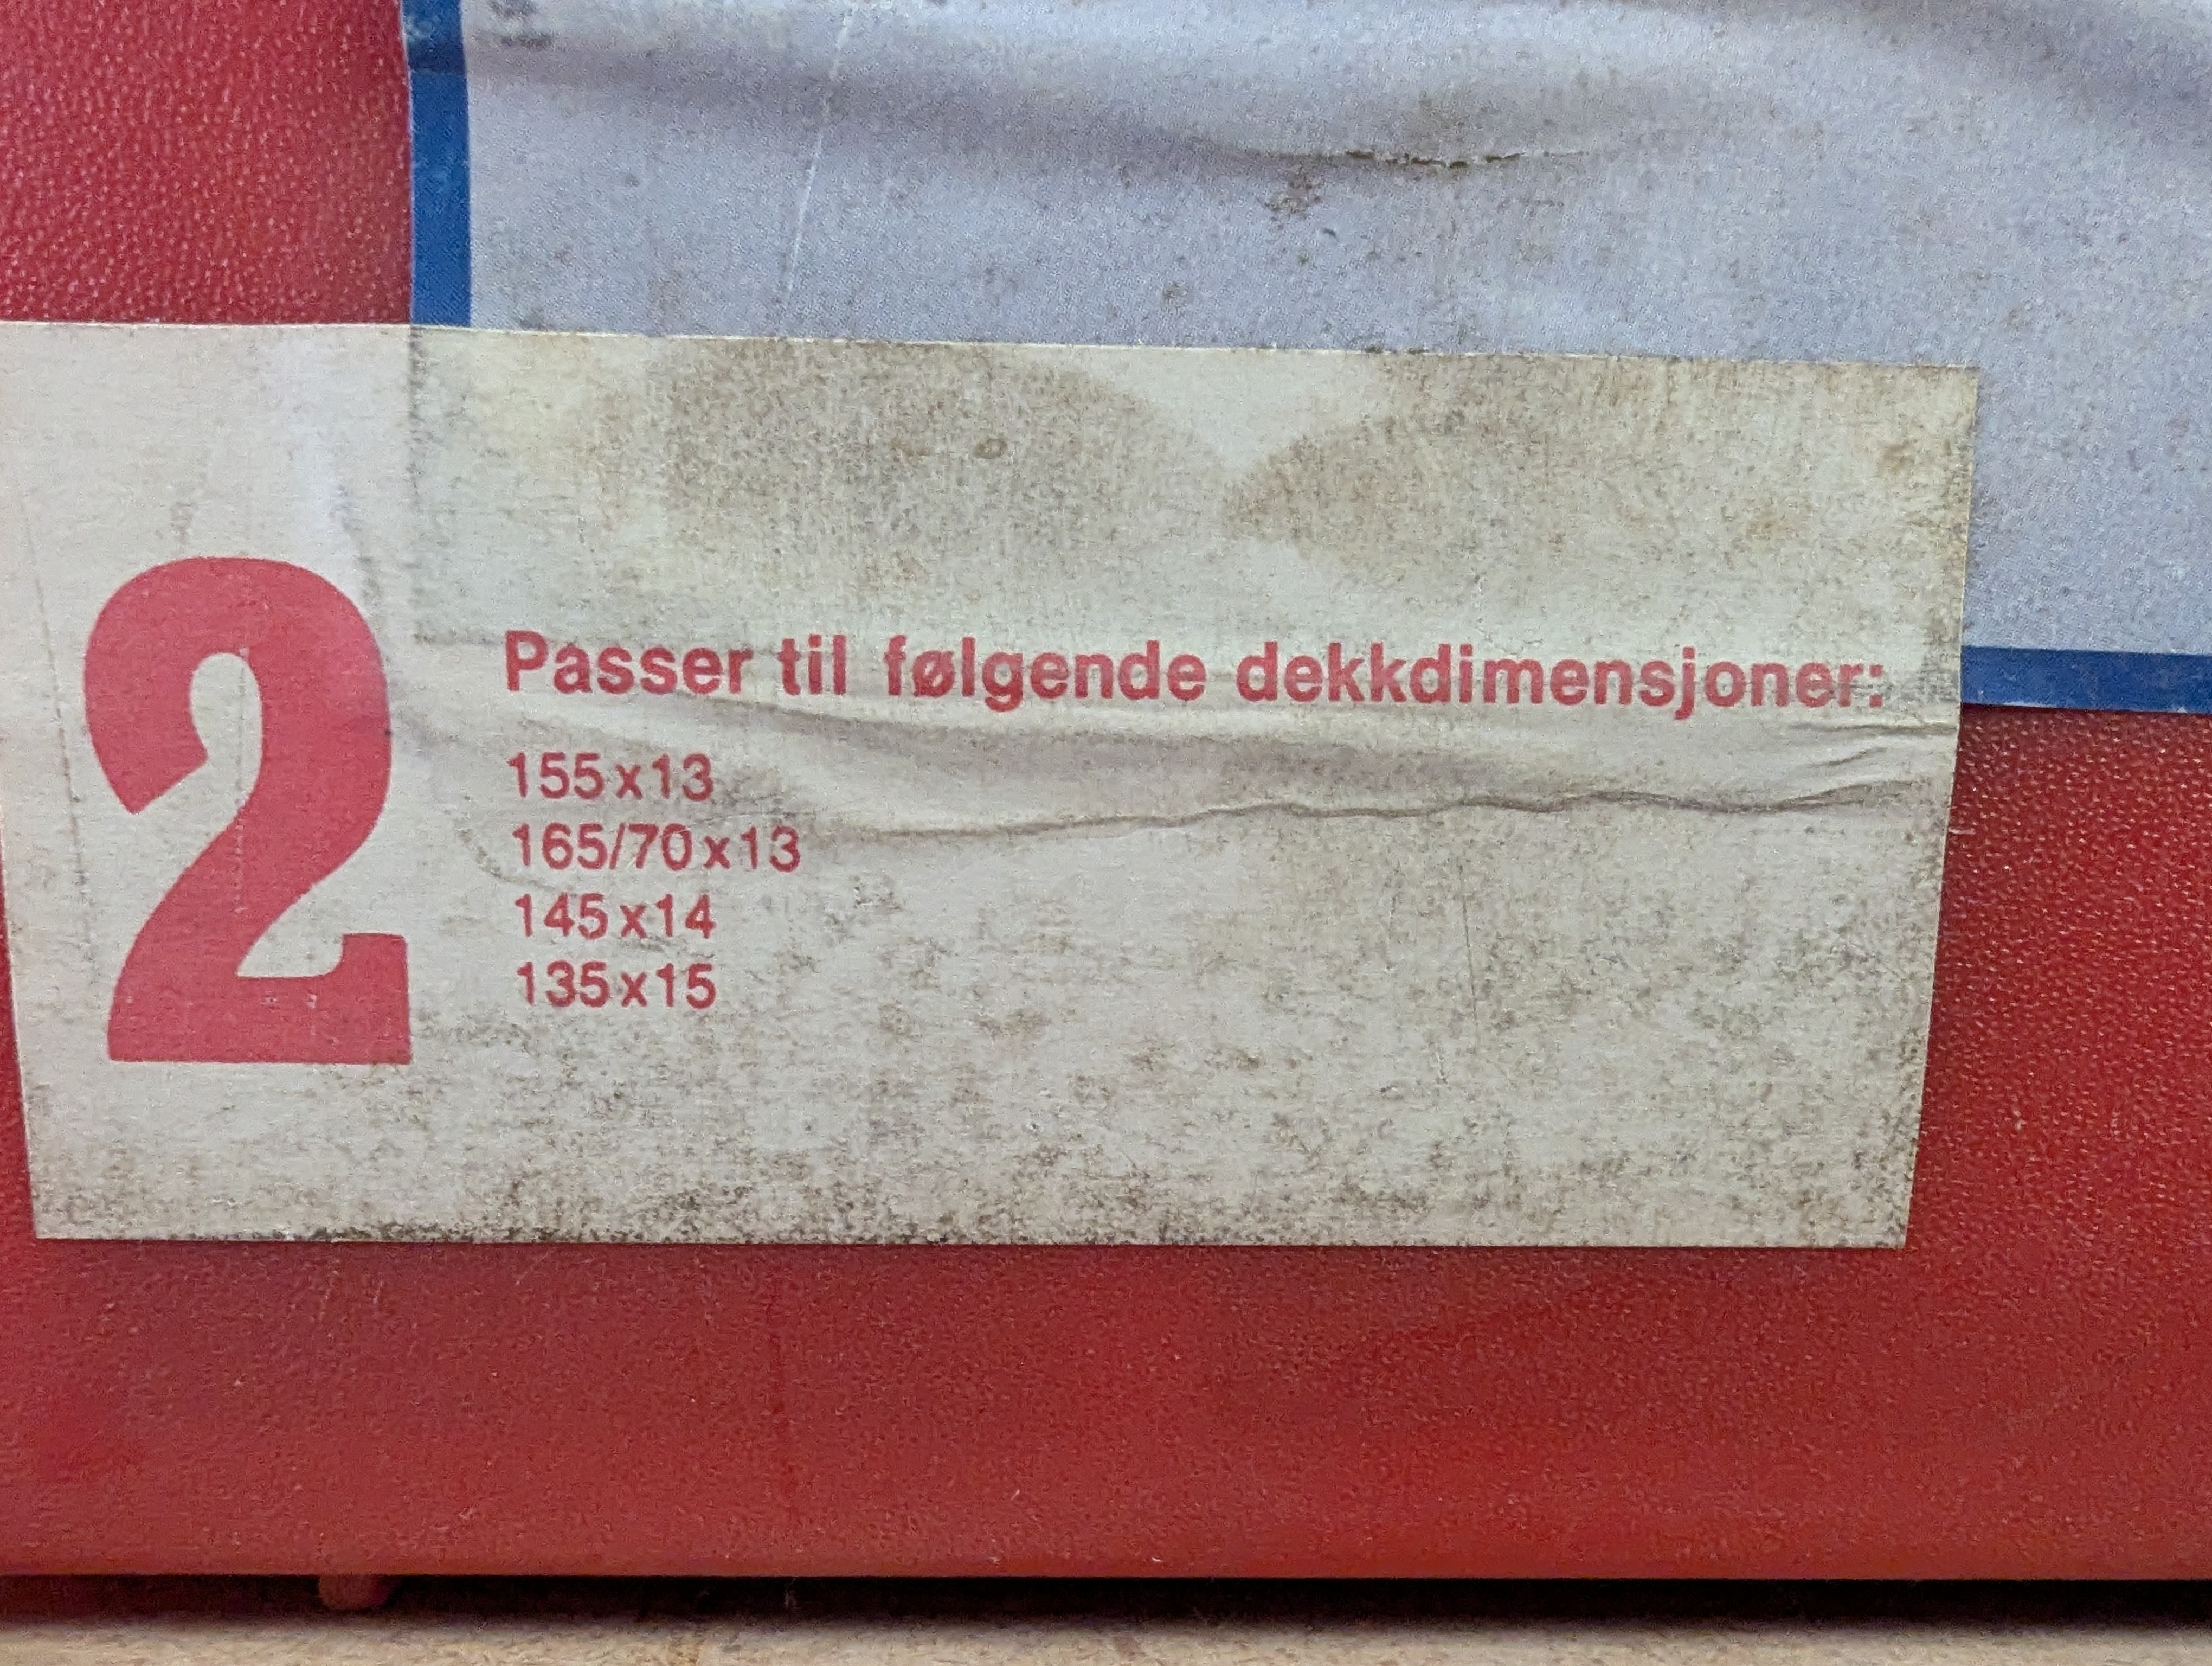 2
Passer til følgende dekkdimensjoner:
155x13
165/70x13
145x14
135x15